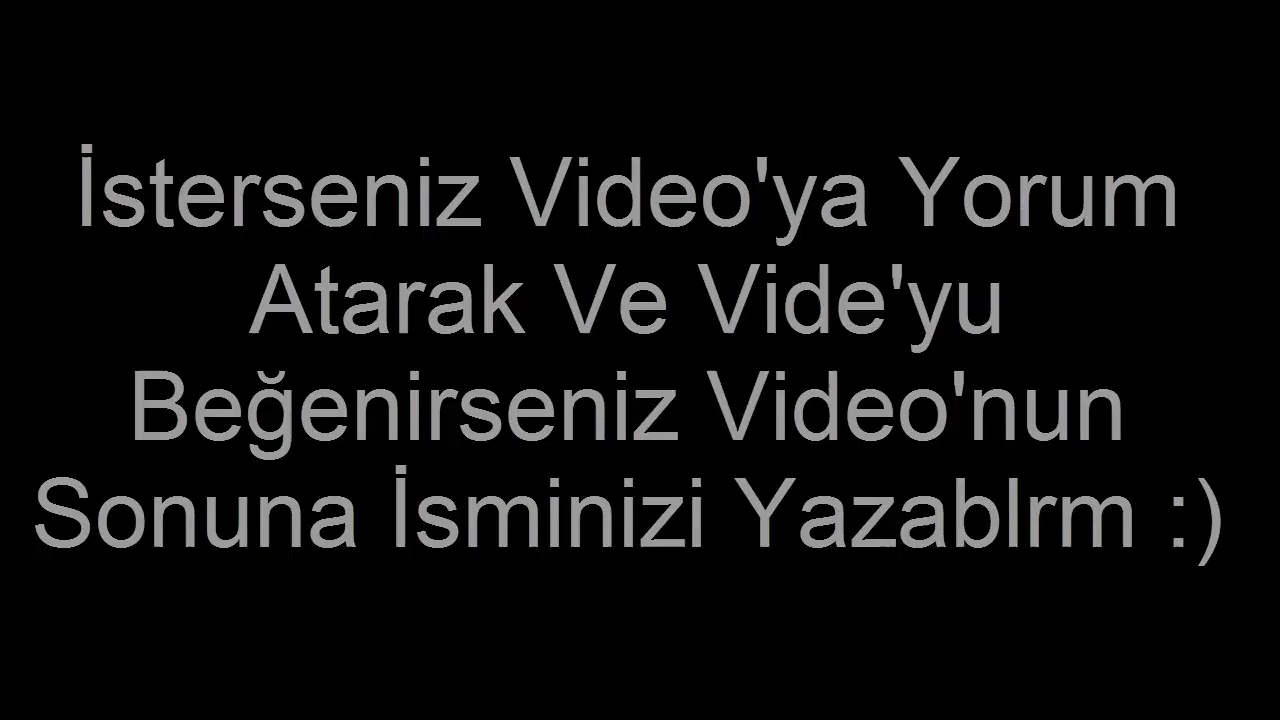 İsterseniz Video'ya Yorum
Atarak Ve Vide'yu
Beğenirseniz Video'nun
Sonuna İsminizi Yazablrm :)